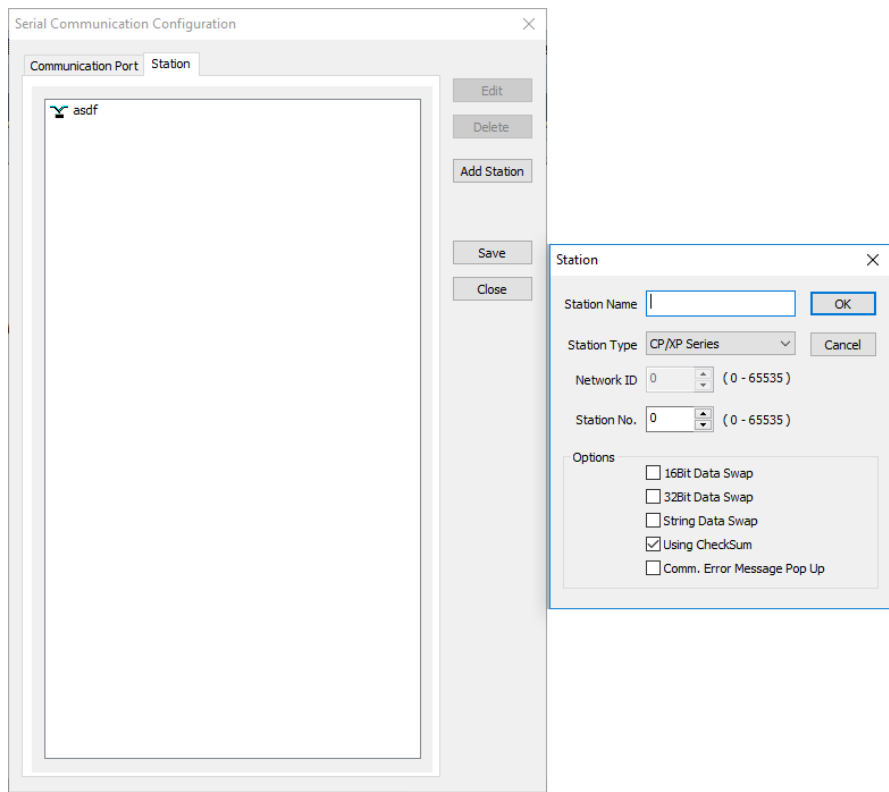 Serial Communication Configuration
Communication Port
Station
asdf
Edit
Delete
Add Station
Save
Close
Station
Station Name
OK
Station Type CP/XP Series
Cancel
Network ID 0 ( 0 - 65535 )
Station No. 0 ( 0 - 65535 )
Options
16Bit Data Swap
32Bit Data Swap
String Data Swap
Using CheckSum
Comm. Error Message Pop Up